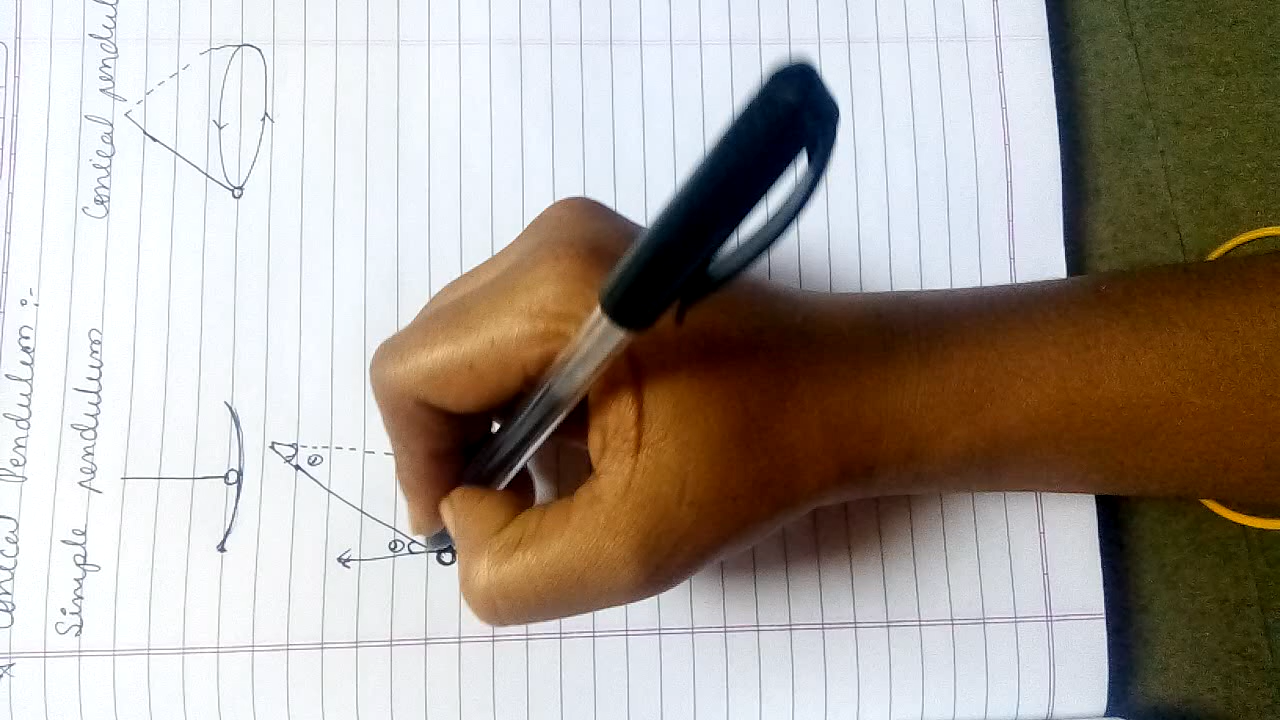 * Conical Pendulum :-
Simple Pendulum Conical pendul
θ
θ